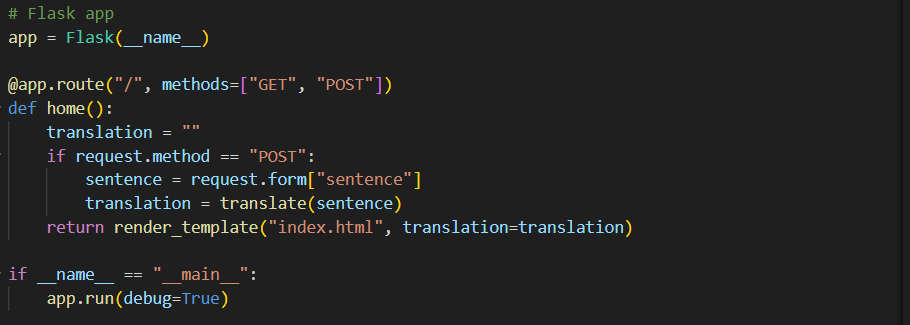 # Flask app
app = Flask(__name__)
@app.route("/", methods=["GET", "POST"])
def home():
    translation = ""
    if request.method == "POST":
        sentence = request.form["sentence"]
        translation = translate(sentence)
    return render_template("index.html", translation=translation)
if __name__ == "__main__":
    app.run(debug=True)